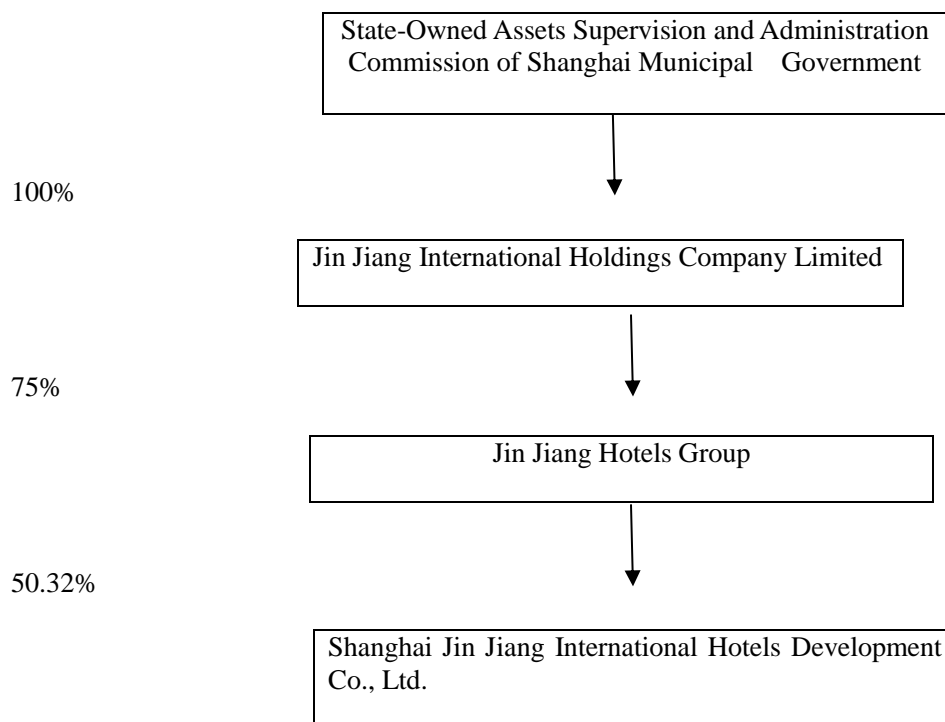 State-Owned Assets Supervision and Administration
Commission of Shanghai Municipal Government
100%
Jin Jiang International Holdings Company Limited
75%
Jin Jiang Hotels Group
50.32%
Shanghai Jin Jiang International Hotels Development
Co., Ltd.